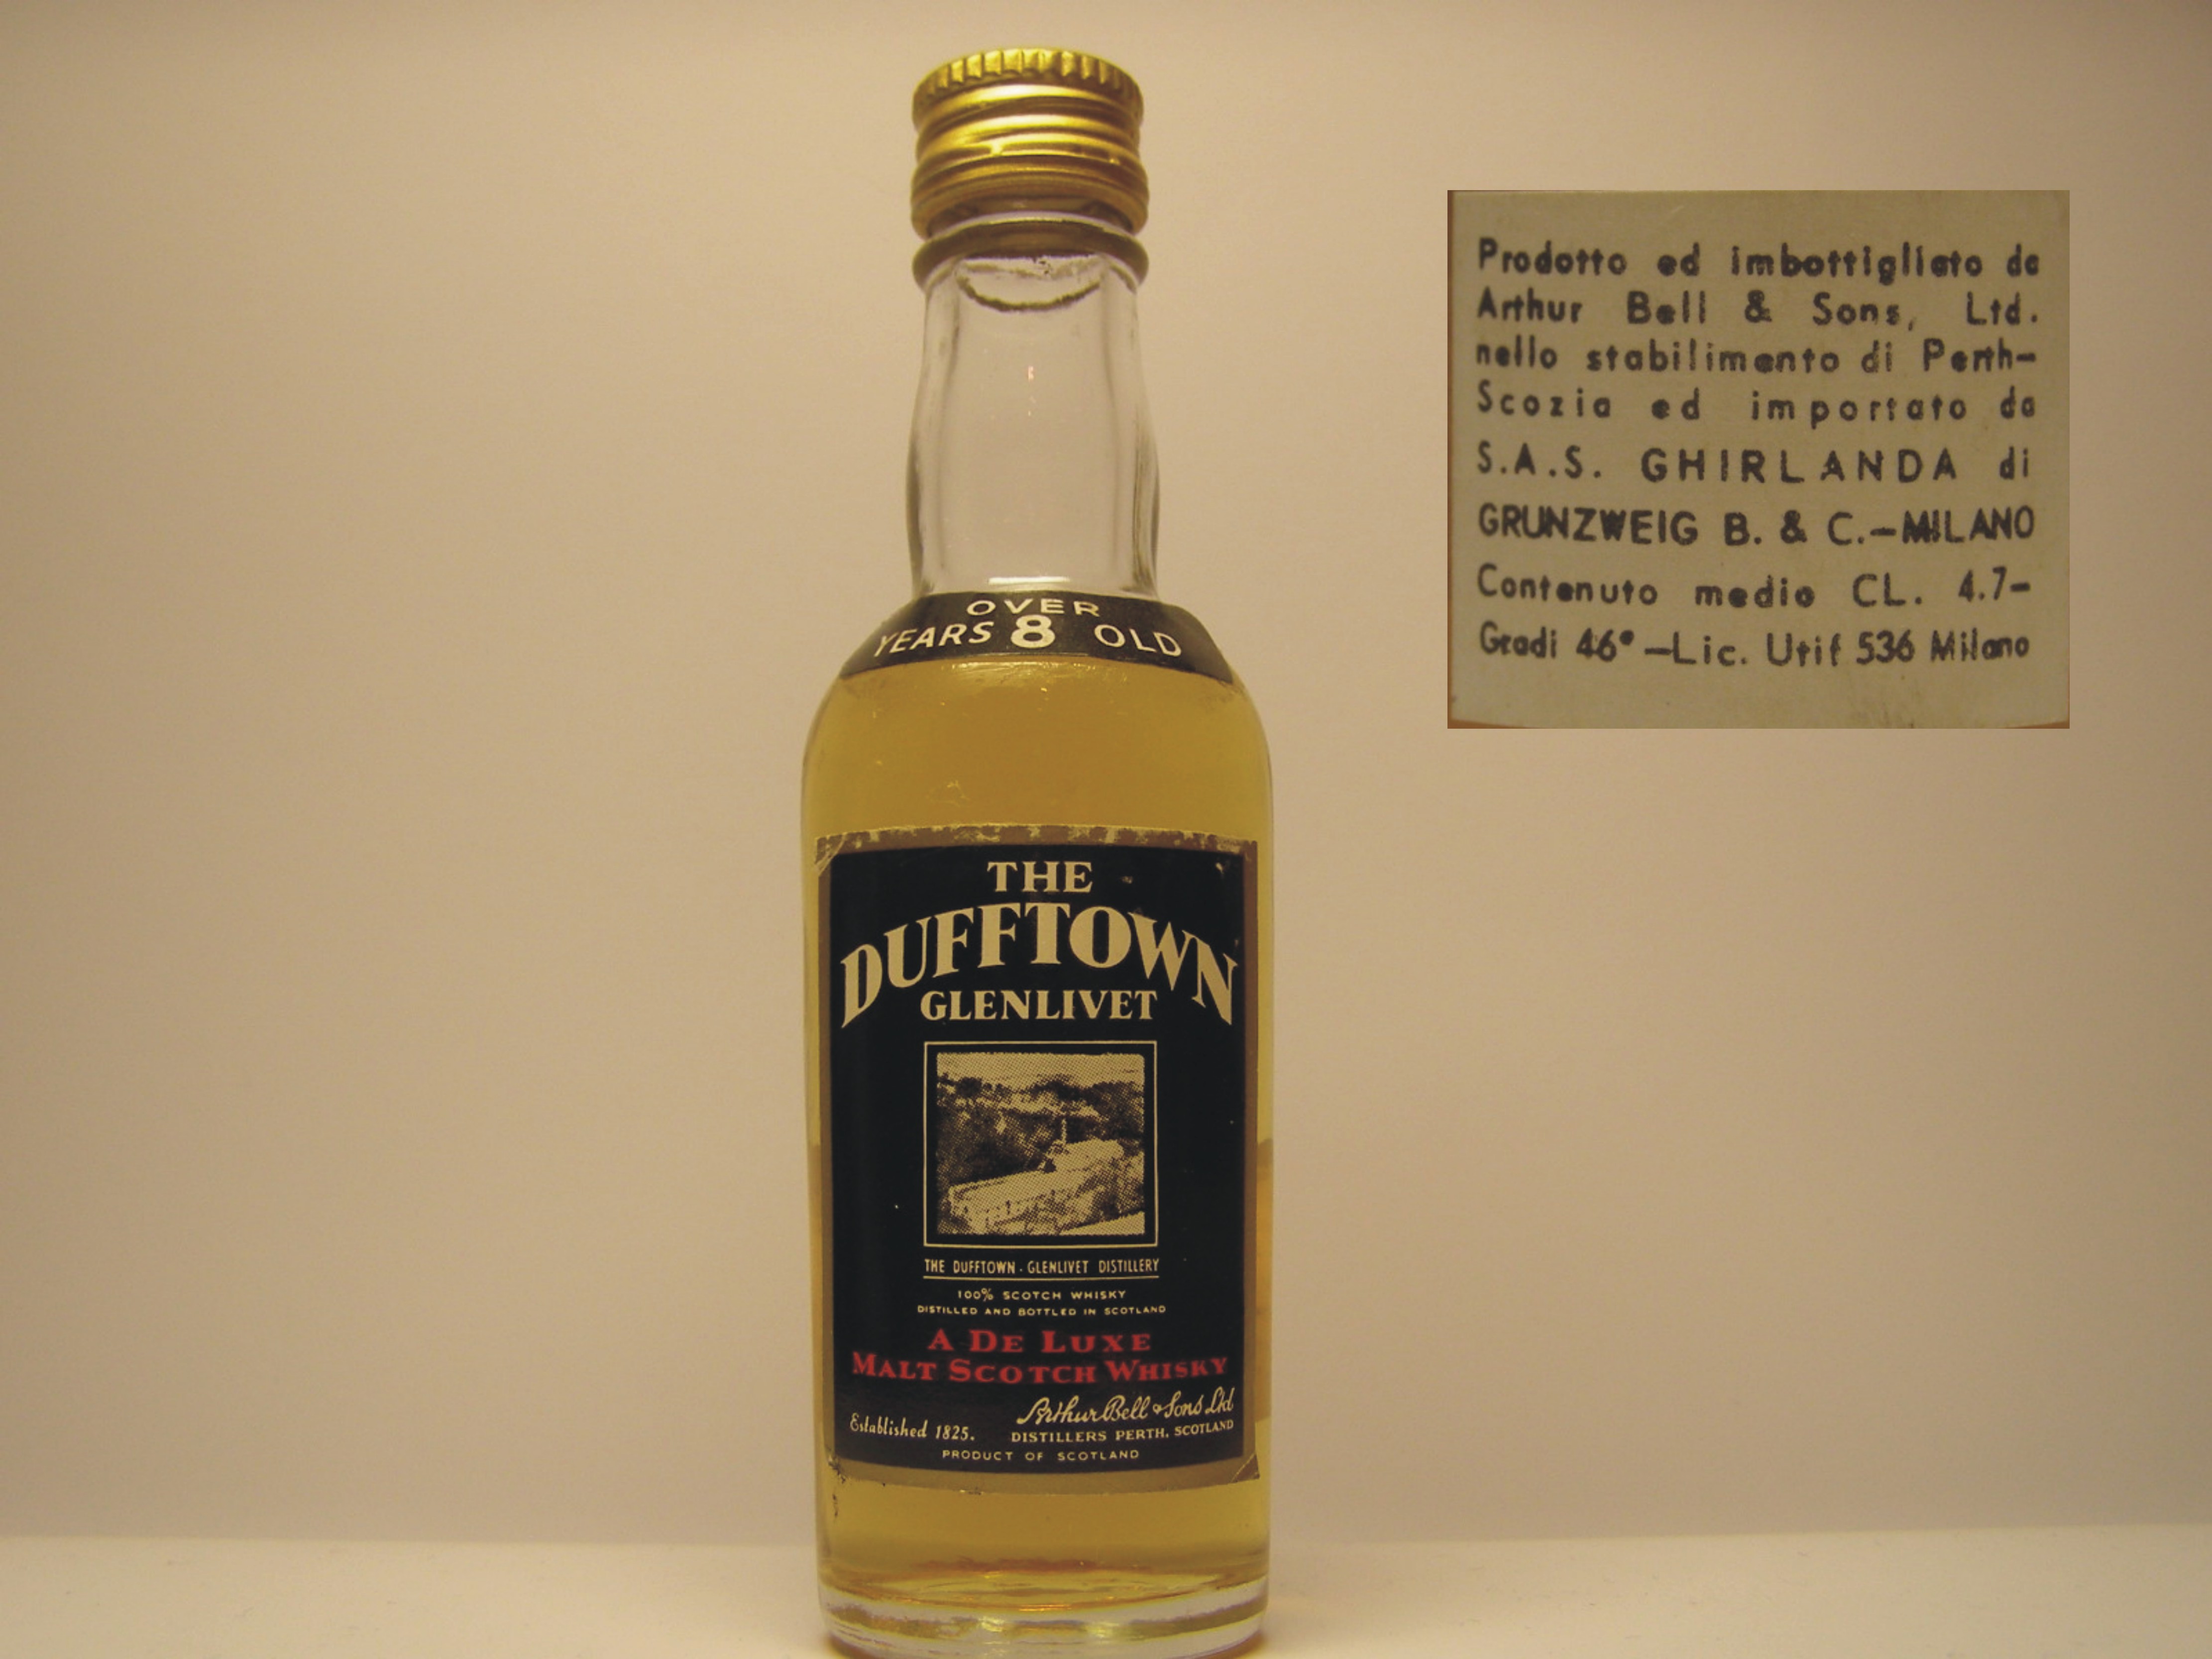 OVER
YEARS 8 OLD
THE
DUFFTOWN
GLENLIVET
THE DUFFTOWN - GLENLIVET DISTILLERY
100% SCOTCH WHISKY
DISTILLED AND BOTTLED IN SCOTLAND
A DE LUXE
MALT SCOTCH WHISKY
Established 1825.
Arthur Bell & Sons Ltd
DISTILLERS PERTH, SCOTLAND
PRODUCT OF SCOTLAND
Prodotto ed imbottigliato da
Arthur Bell & Sons, Ltd.
nello stabilimento di Perth-
Scozia ed importato da
S.A.S. GHIRLANDA di
GRUNZWEIG B. & C.-MILANO
Contenuto medio CL. 4.7-
Gradi 46° -Lic. Utif 536 Milano